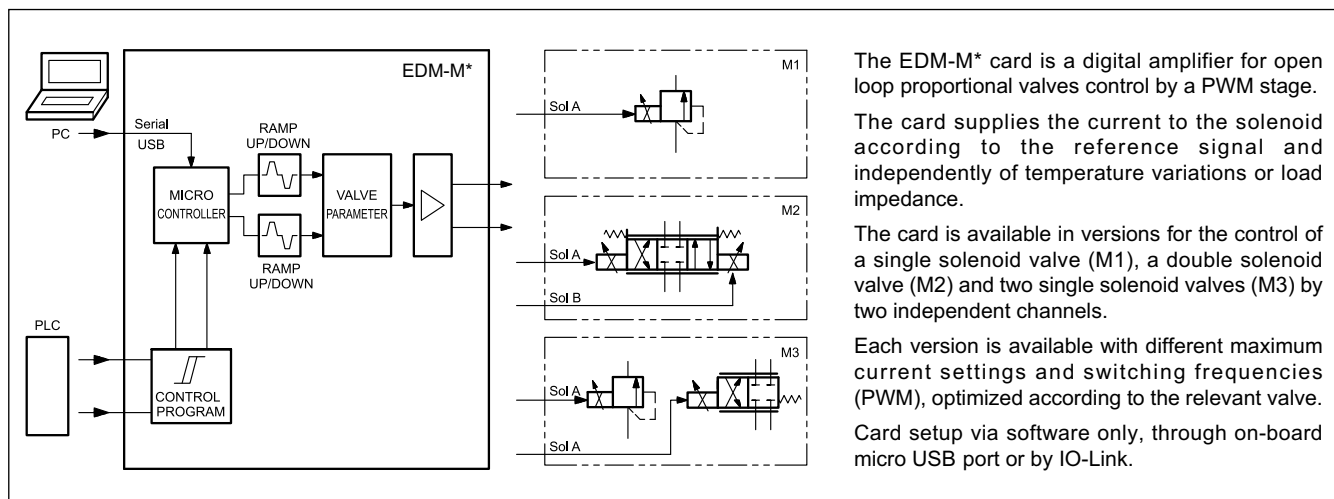 EDM-M*
PC
Serial
USB
RAMP
UP/DOWN
MICRO
CONTROLLER
VALVE
PARAMETER
RAMP
UP/DOWN
PLC
CONTROL
PROGRAM
M1
Sol A
M2
Sol A
Sol B
M3
Sol A
Sol A
The EDM-M* card is a digital amplifier for open
loop proportional valves control by a PWM stage.
The card supplies the current to the solenoid
according to the reference signal and
independently of temperature variations or load
impedance.
The card is available in versions for the control of
a single solenoid valve (M1), a double solenoid
valve (M2) and two single solenoid valves (M3) by
two independent channels.
Each version is available with different maximum
current settings and switching frequencies
(PWM), optimized according to the relevant valve.
Card setup via software only, through on-board
micro USB port or by IO-Link.